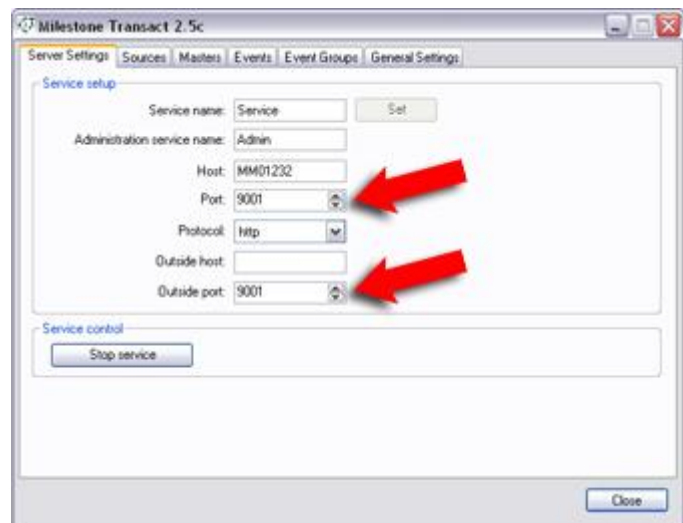 Milestone Transact 2.5c
Server Settings Sources Masters Events Event Groups General Settings
Service setup
Service name: Service Set
Administration service name: Admin
Host: MM01232
Port: 9001
Protocol: http
Outside host:
Outside port: 9001
Service control
Stop service
Close